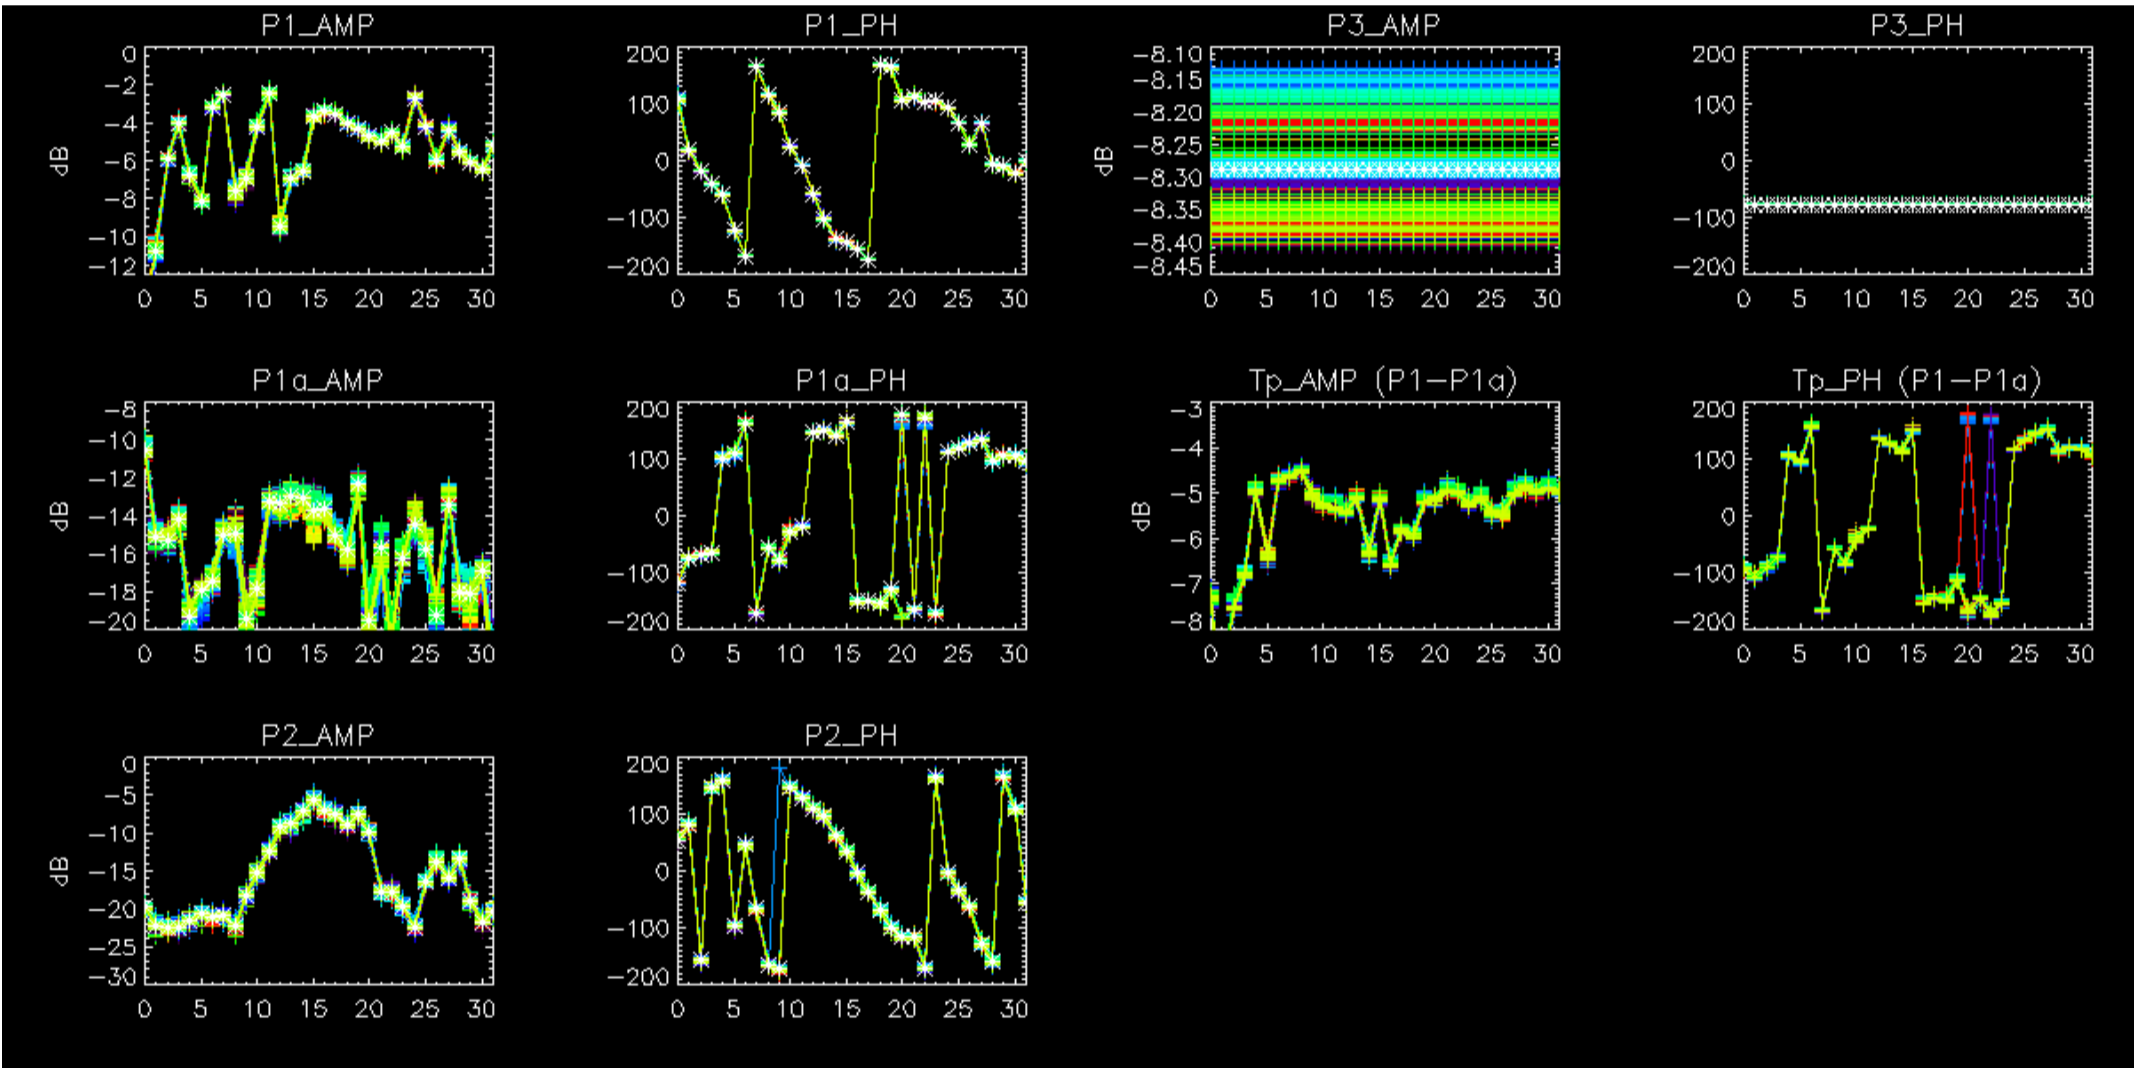 P1_AMP
0
-2
-4
-6
-8
-10
-12
dB
0 5 10 15 20 25 30
P1_PH
200
100
0
-100
-200
0 5 10 15 20 25 30
P3_AMP
-8.10
-8.15
-8.20
-8.25
-8.30
-8.35
-8.40
-8.45
dB
0 5 10 15 20 25 30
P3_PH
200
100
0
-100
-200
0 5 10 15 20 25 30
P1a_AMP
-8
-10
-12
-14
-16
-18
-20
dB
0 5 10 15 20 25 30
P1a_PH
200
100
0
-100
-200
0 5 10 15 20 25 30
Tp_AMP (P1-P1a)
-3
-4
-5
-6
-7
-8
dB
0 5 10 15 20 25 30
Tp_PH (P1-P1a)
200
100
0
-100
-200
0 5 10 15 20 25 30
P2_AMP
0
-5
-10
-15
-20
-25
-30
dB
0 5 10 15 20 25 30
P2_PH
200
100
0
-100
-200
0 5 10 15 20 25 30